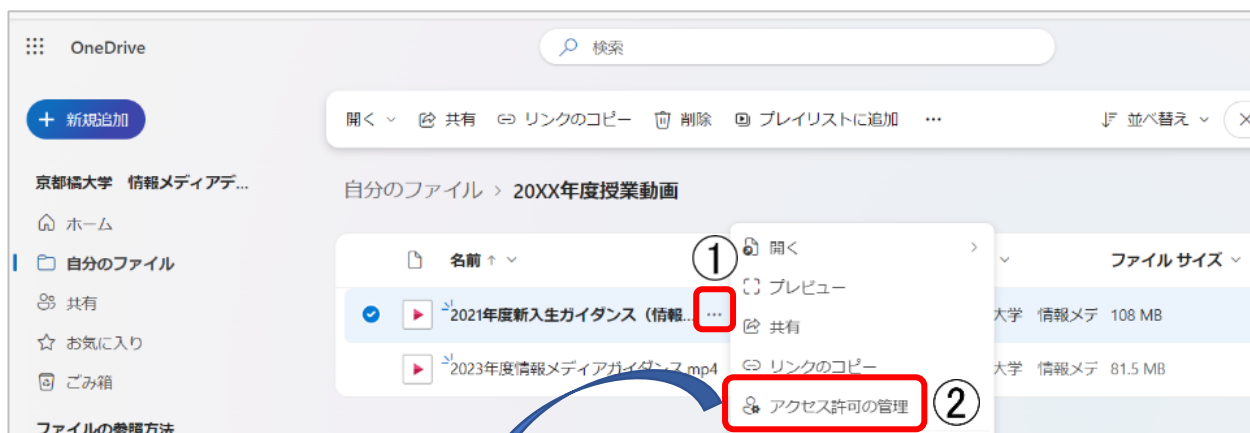 OneDrive
検索
新規追加
開く 共有 リンクのコピー 削除 プレイリストに追加 … 並べ替え
京都橘大学 情報メディアデ...
自分のファイル > 20XX年度授業動画
ホーム
自分のファイル
共有
お気に入り
ごみ箱
ファイルの参照方法
名前 ↑
ファイル サイズ
2021年度新入生ガイダンス（情報... …
大学 情報メデ 108 MB
2023年度情報メディアガイダンス.mp4
大学 情報メデ 81.5 MB
①
開く
プレビュー
共有
リンクのコピー
アクセス許可の管理
②